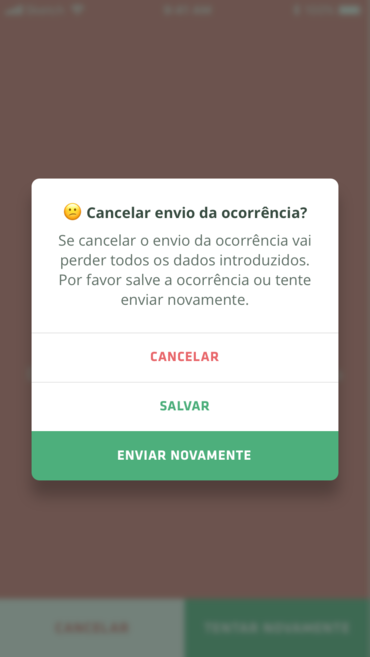 😕 Cancelar envio da ocorrência?
Se cancelar o envio da ocorrência vai
perder todos os dados introduzidos.
Por favor salve a ocorrência ou tente
enviar novamente.
CANCELAR
SALVAR
ENVIAR NOVAMENTE
CANCELAR
TENTAR NOVAMENTE